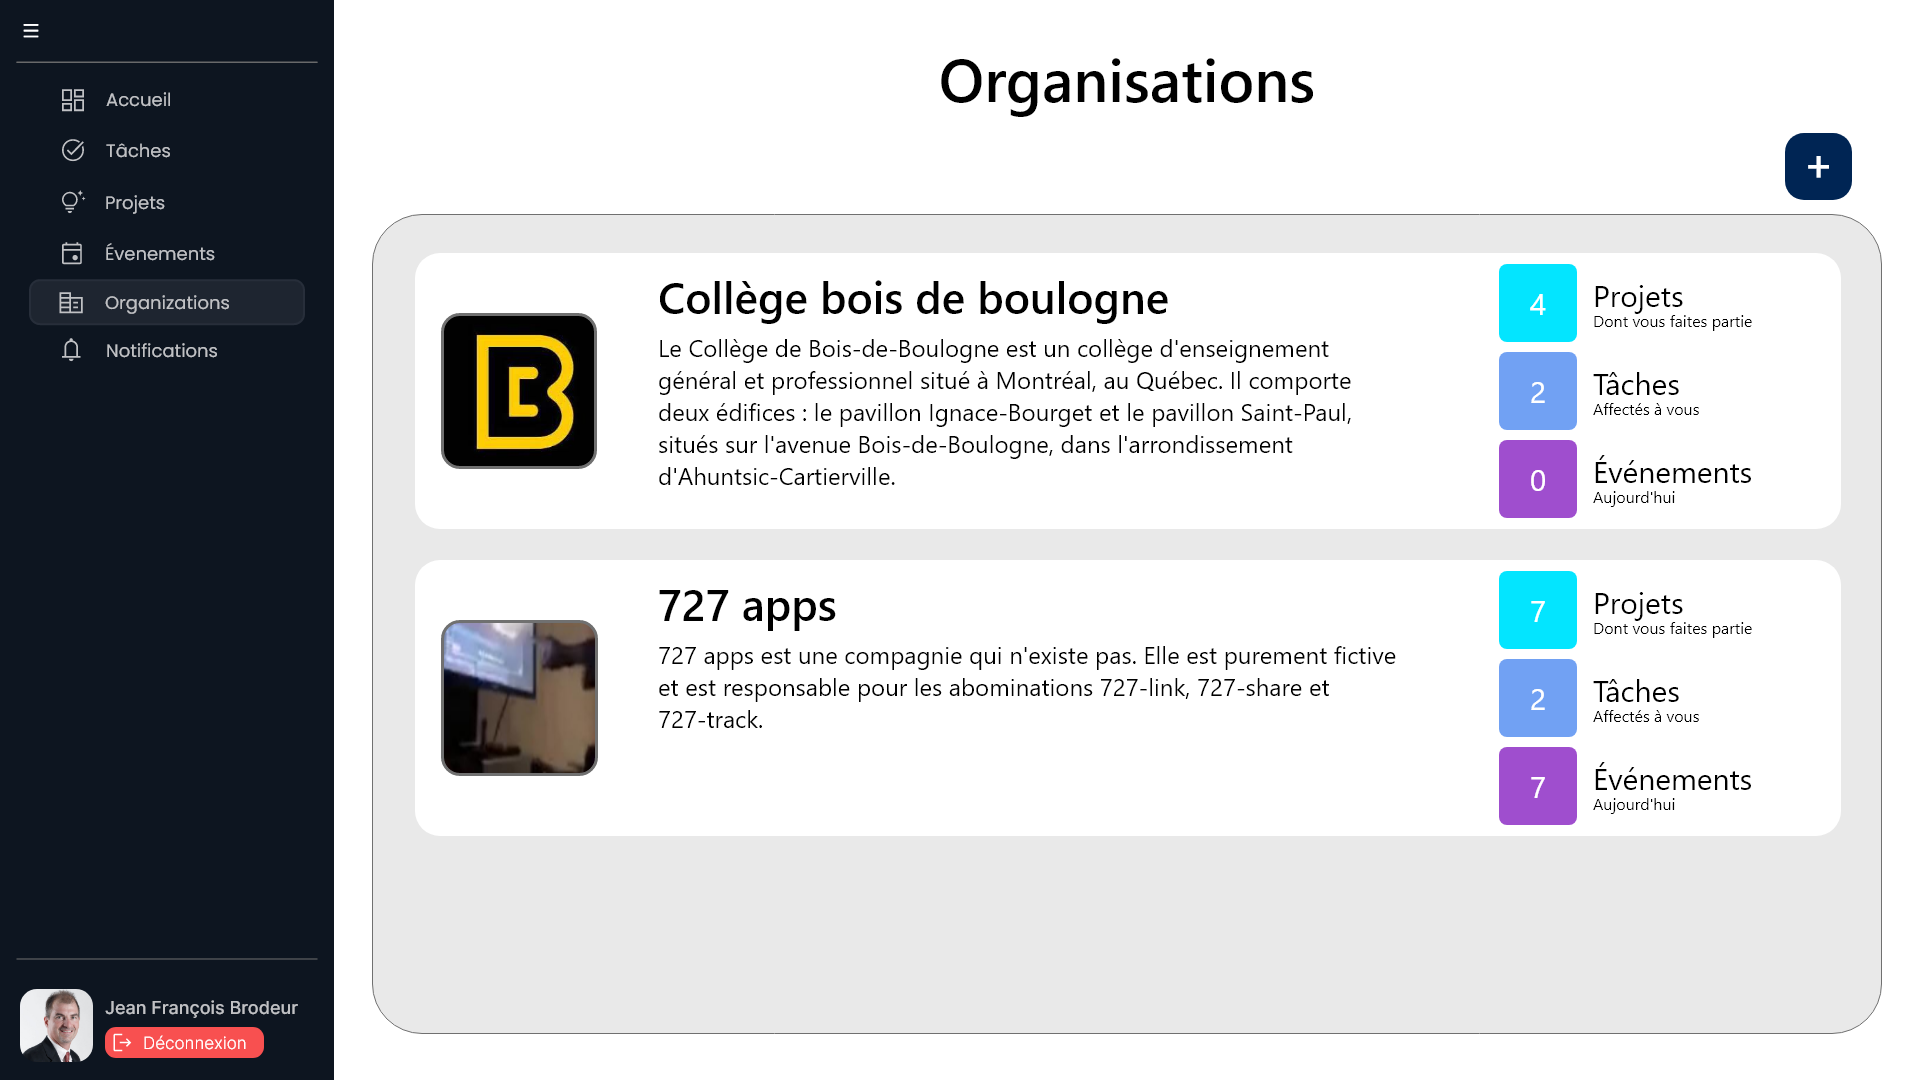 Accueil
Tâches
Projets
Évenements
Organizations
Notifications
Jean François Brodeur
Déconnexion
Organisations
+
B
Collège bois de boulogne
Le Collège de Bois-de-Boulogne est un collège d'enseignement
général et professionnel situé à Montréal, au Québec. Il comporte
deux édifices : le pavillon Ignace-Bourget et le pavillon Saint-Paul,
situés sur l'avenue Bois-de-Boulogne, dans l'arrondissement
d'Ahuntsic-Cartierville.
4
Projets
Dont vous faites partie
2
Tâches
Affectés à vous
0
Événements
Aujourd'hui
727 apps
727 apps est une compagnie qui n'existe pas. Elle est purement fictive
et est responsable pour les abominations 727-link, 727-share et
727-track.
7
Projets
Dont vous faites partie
2
Tâches
Affectés à vous
7
Événements
Aujourd'hui